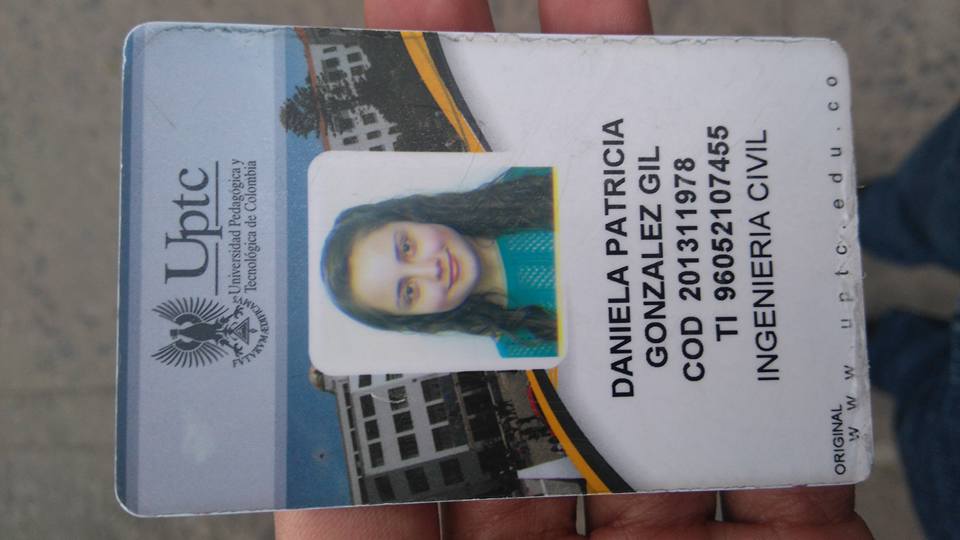 Uptc
Universidad Pedagógica y
Tecnológica de Colombia
DANIELA PATRICIA
GONZALEZ GIL
COD 201311978
TI 96052107455
INGENIERIA CIVIL
ORIGINAL
www.uptc.edu.co